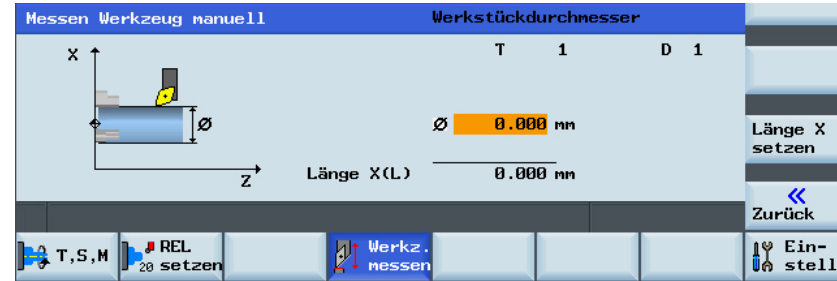 Messen Werkzeug manuell Werkstückdurchmesser
X T 1 D 1
Ø Ø 0.000 mm
Z Länge X(L) 0.000 mm
Länge X
setzen
Zurück
T,S,M
REL
20 setzen
Werkz.
messen
Ein-
stell